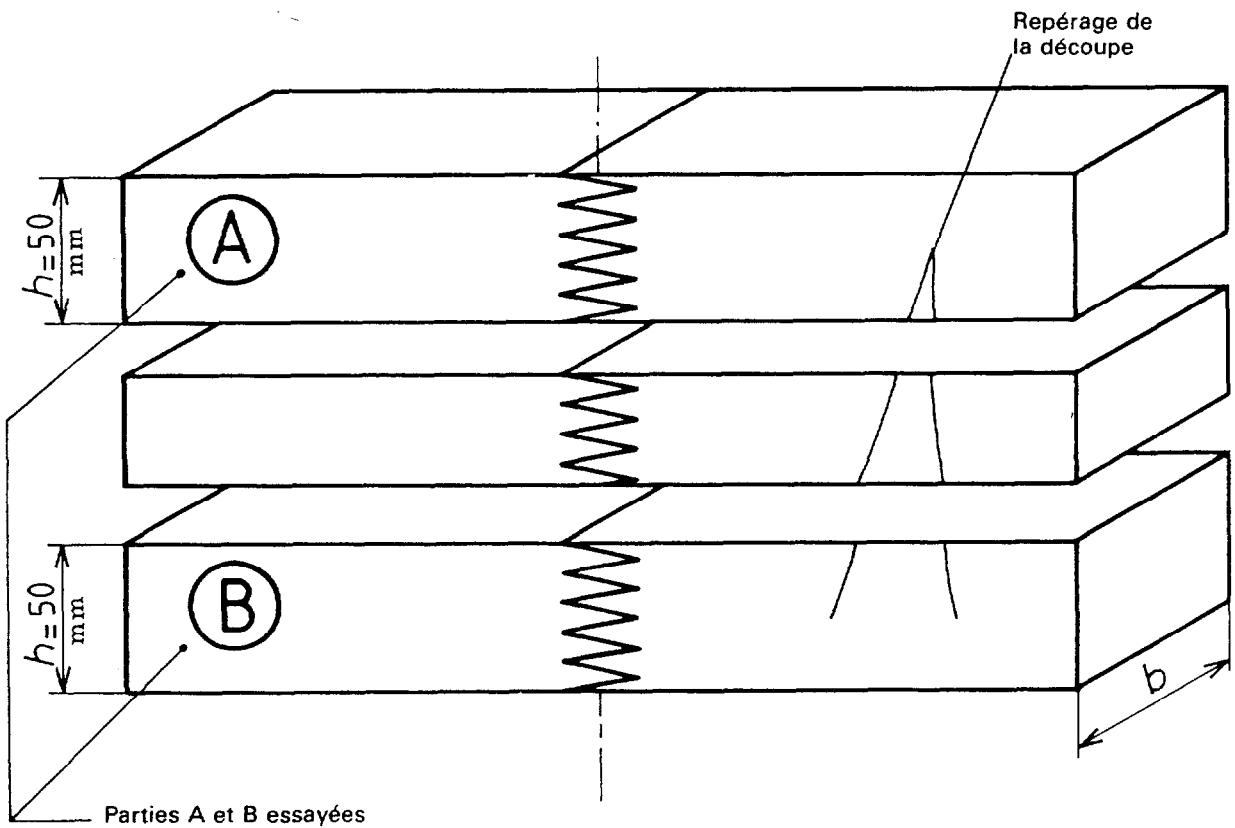 Repérage de
la découpe
A
h=50
mm
B
h=50
mm
b
Parties A et B essayées